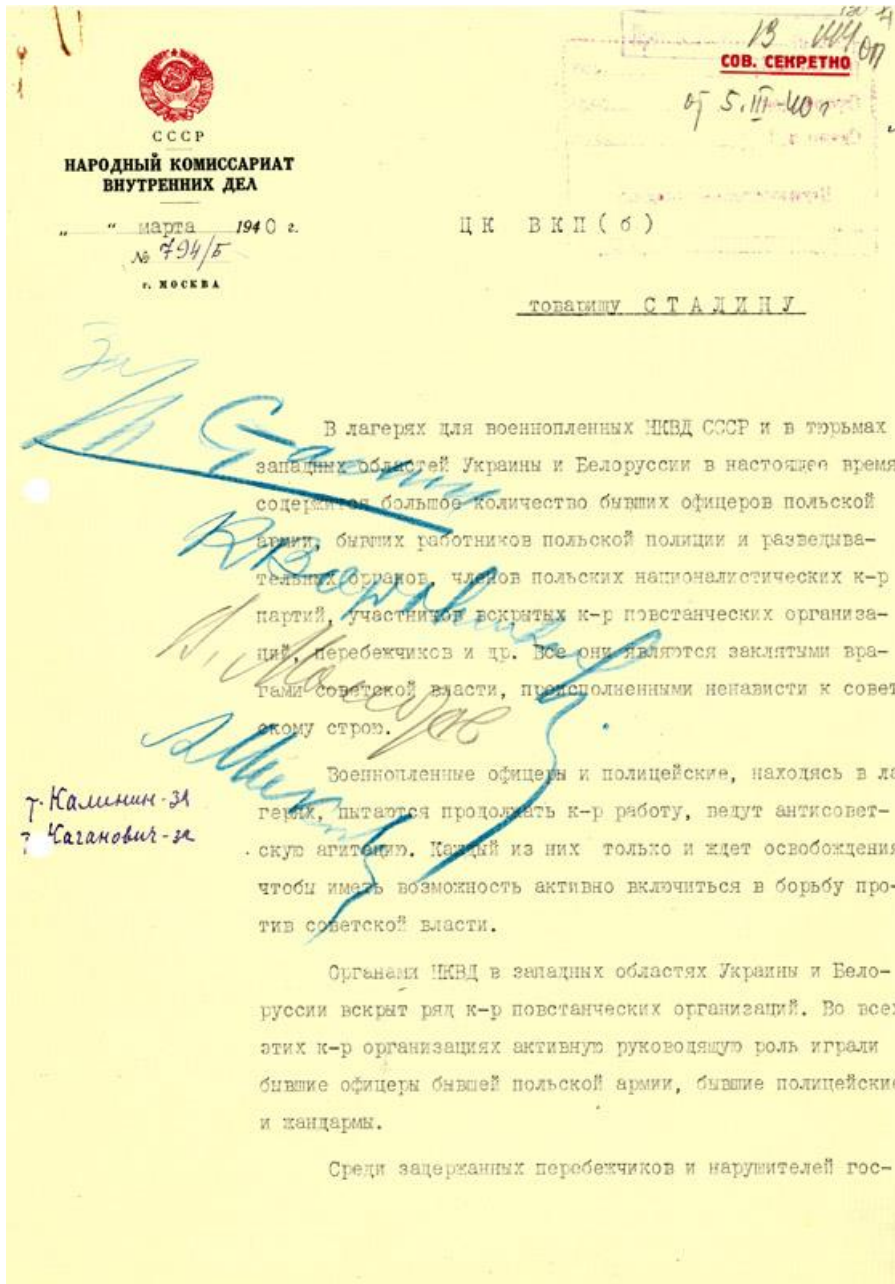 СОВ. СЕКРЕТНО
от 5.III-40 г
СССР
НАРОДНЫЙ КОМИССАРИАТ
ВНУТРЕННИХ ДЕЛ
„ “ марта 1940 г.
№ 794/Б
г. МОСКВА
ЦК ВКП(б)
товарищу СТАЛИНУ
За
И Сталин
К Ворошилов
В. Молотов
А Микоян
В лагерях для военнопленных НКВД СССР и в тюрьмах
западных областей Украины и Белоруссии в настоящее время
содержится большое количество бывших офицеров польской
армии, бывших работников польской полиции и разведыва-
тельных органов, членов польских националистических к-р
партий, участников вскрытых к-р повстанческих организа-
ций, перебежчиков и др. Все они являются заклятыми вра-
гами советской власти, преисполненными ненависти к совет
скому строю.
т. Калинин - за
т. Каганович - за
Военнопленные офицеры и полицейские, находясь в ла
герях, пытаются продолжать к-р работу, ведут антисовет-
скую агитацию. Каждый из них только и ждет освобождения
чтобы иметь возможность активно включиться в борьбу про-
тив советской власти.
Органами НКВД в западных областях Украины и Бело-
руссии вскрыт ряд к-р повстанческих организаций. Во всех
этих к-р организациях активную руководящую роль играли
бывшие офицеры бывшей польской армии, бывшие полицейские
и жандармы.
Среди задержанных перебежчиков и нарушителей гос-